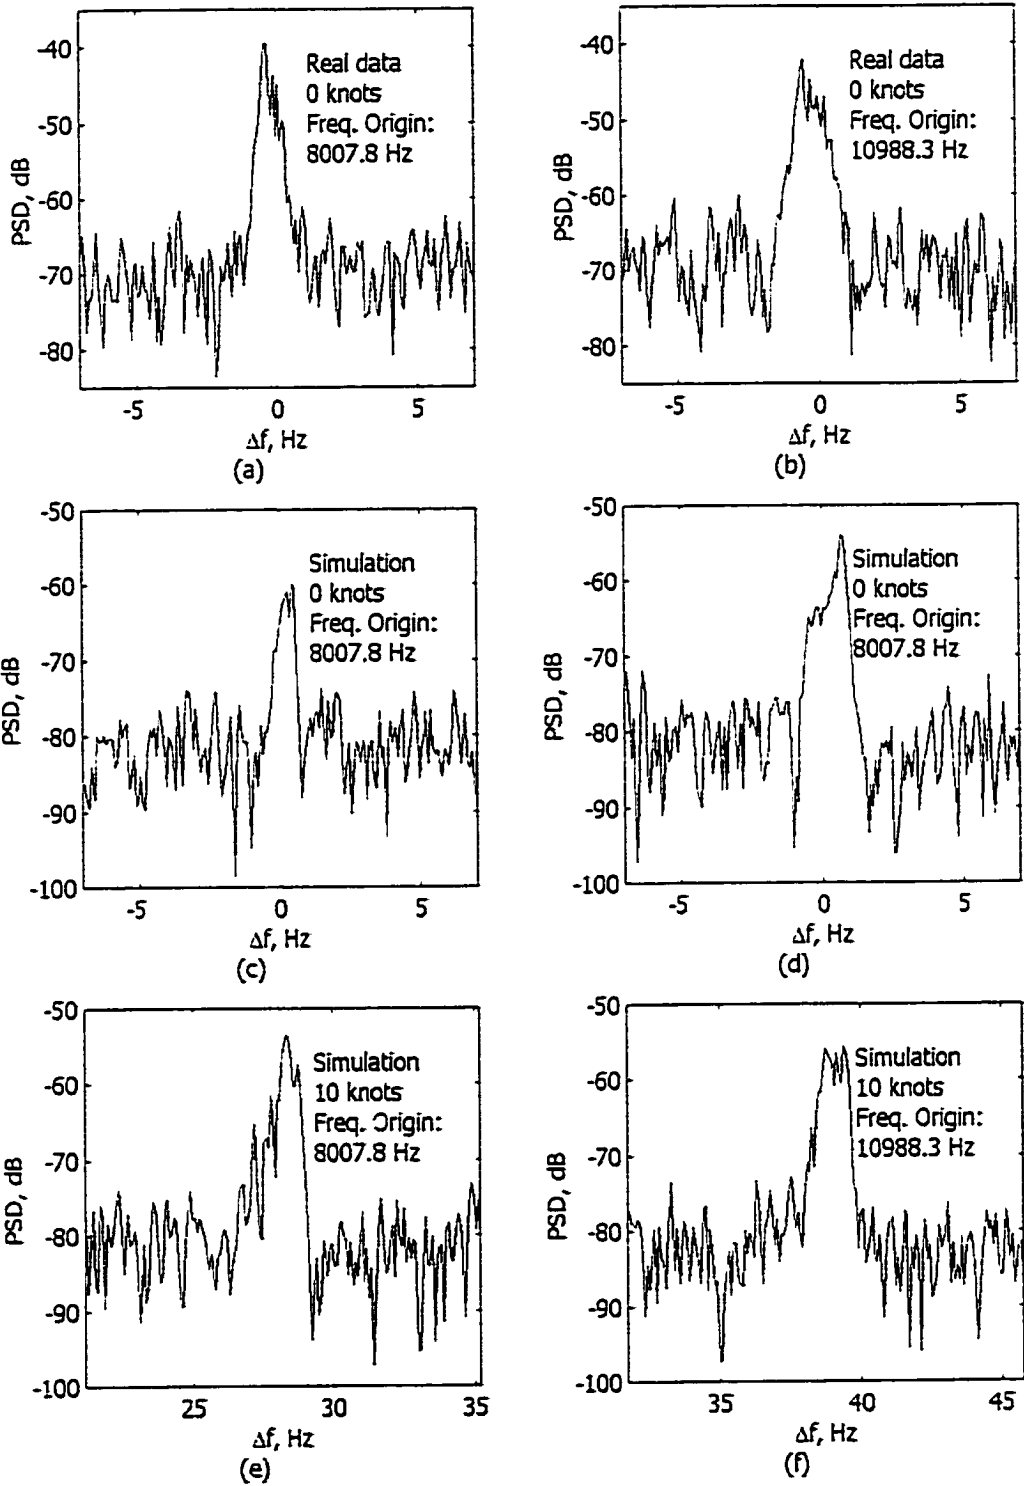 -40
-50
-60
-70
-80
PSD, dB
Real data
0 knots
Freq. Origin:
8007.8 Hz
-5
0
5
Δf, Hz
(a)
-40
-50
-60
-70
-80
PSD, dB
Real data
0 knots
Freq. Origin:
10988.3 Hz
-5
0
5
Δf, Hz
(b)
-50
-60
-70
-80
-90
-100
PSD, dB
Simulation
0 knots
Freq. Origin:
8007.8 Hz
-5
0
5
Δf, Hz
(c)
-50
-60
-70
-80
-90
-100
PSD, dB
Simulation
0 knots
Freq. Origin:
8007.8 Hz
-5
0
5
Δf, Hz
(d)
-50
-60
-70
-80
-90
-100
PSD, dB
Simulation
10 knots
Freq. Origin:
8007.8 Hz
25
30
35
Δf, Hz
(e)
-50
-60
-70
-80
-90
-100
PSD, dB
Simulation
10 knots
Freq. Origin:
10988.3 Hz
35
40
45
Δf, Hz
(f)